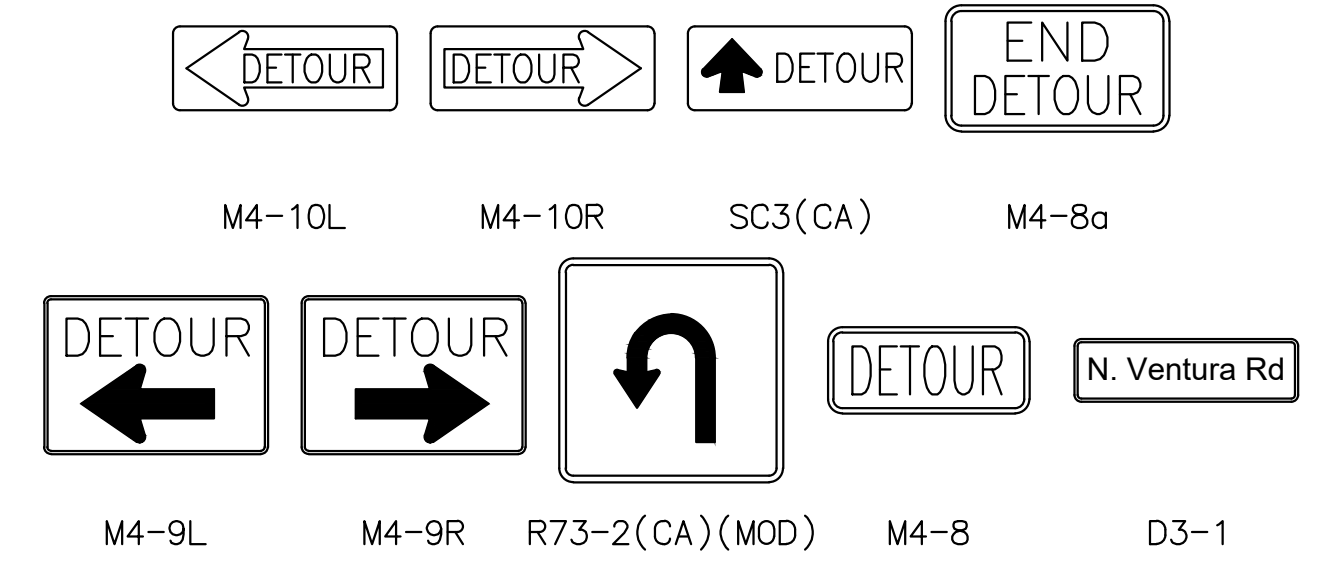 DETOUR
DETOUR
DETOUR
END
DETOUR
M4-10L
M4-10R
SC3(CA)
M4-8a
DETOUR
DETOUR
DETOUR
N. Ventura Rd
M4-9L
M4-9R
R73-2(CA)(MOD)
M4-8
D3-1